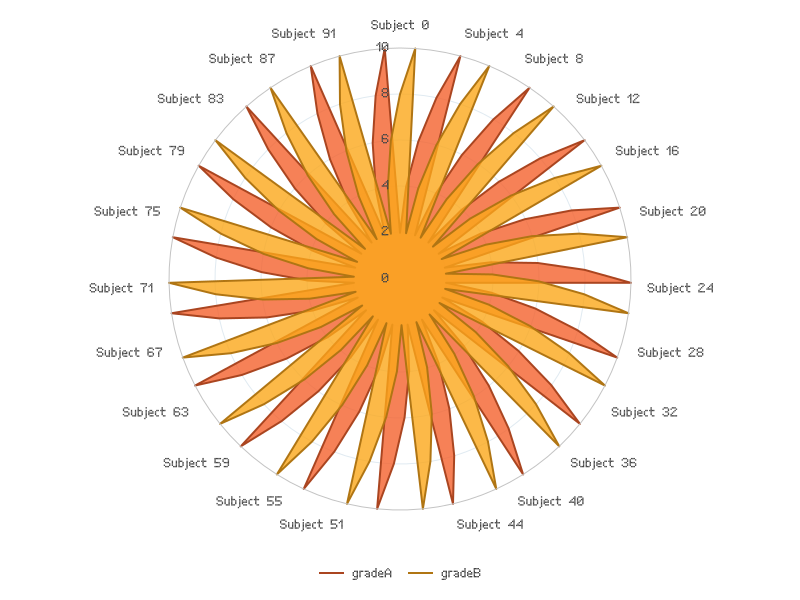 Subject 0
Subject 4
Subject 8
Subject 12
Subject 16
Subject 20
Subject 24
Subject 28
Subject 32
Subject 36
Subject 40
Subject 44
Subject 51
Subject 55
Subject 59
Subject 63
Subject 67
Subject 71
Subject 75
Subject 79
Subject 83
Subject 87
Subject 91
10
8
6
4
2
0
gradeA
gradeB